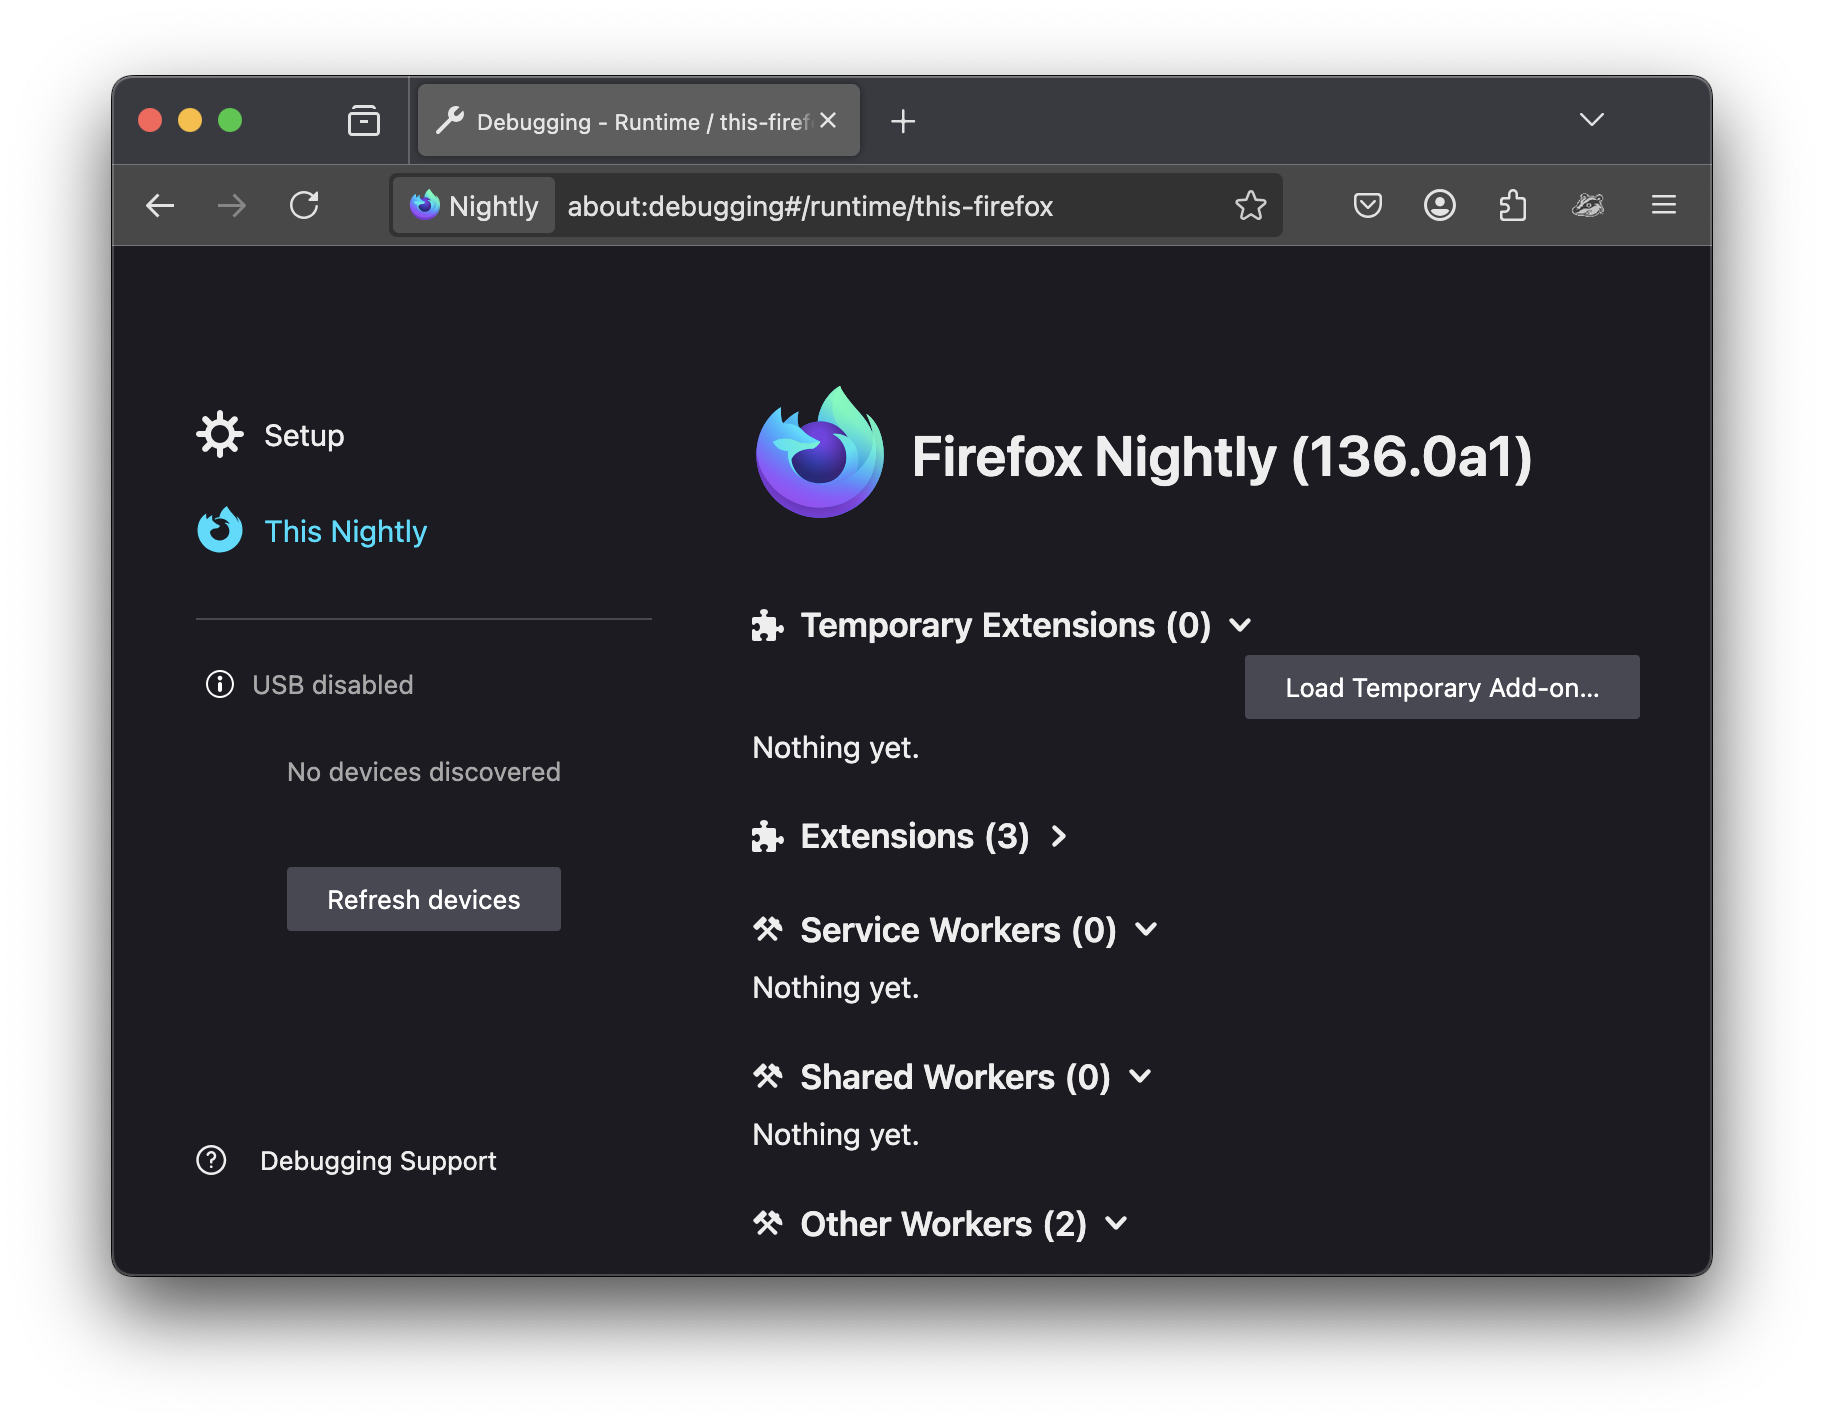 Debugging - Runtime / this-firef
Nightly
about:debugging#/runtime/this-firefox
Setup
This Nightly
USB disabled
No devices discovered
Refresh devices
Debugging Support
Firefox Nightly (136.0a1)
Temporary Extensions (0)
Load Temporary Add-on...
Nothing yet.
Extensions (3)
Service Workers (0)
Nothing yet.
Shared Workers (0)
Nothing yet.
Other Workers (2)